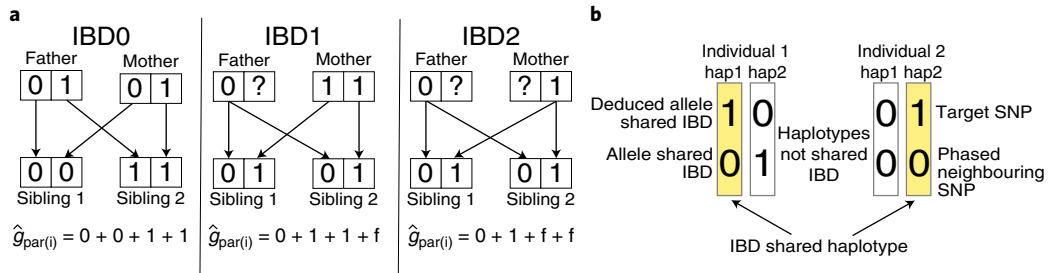 a
IBD0
Father
Mother
0 1
0 1
0 0
1 1
Sibling 1
Sibling 2
ĝpar(i) = 0 + 0 + 1 + 1
IBD1
Father
Mother
0 ?
1 1
0 1
0 1
Sibling 1
Sibling 2
ĝpar(i) = 0 + 1 + 1 + f
IBD2
Father
Mother
0 ?
? 1
0 1
0 1
Sibling 1
Sibling 2
ĝpar(i) = 0 + 1 + f + f
b
Individual 1
hap1 hap2
Individual 2
hap1 hap2
Deduced allele
shared IBD
1 0
0 1
Target SNP
Allele shared
IBD
0 1
Haplotypes
not shared
IBD
0 0
Phased
neighbouring
SNP
IBD shared haplotype